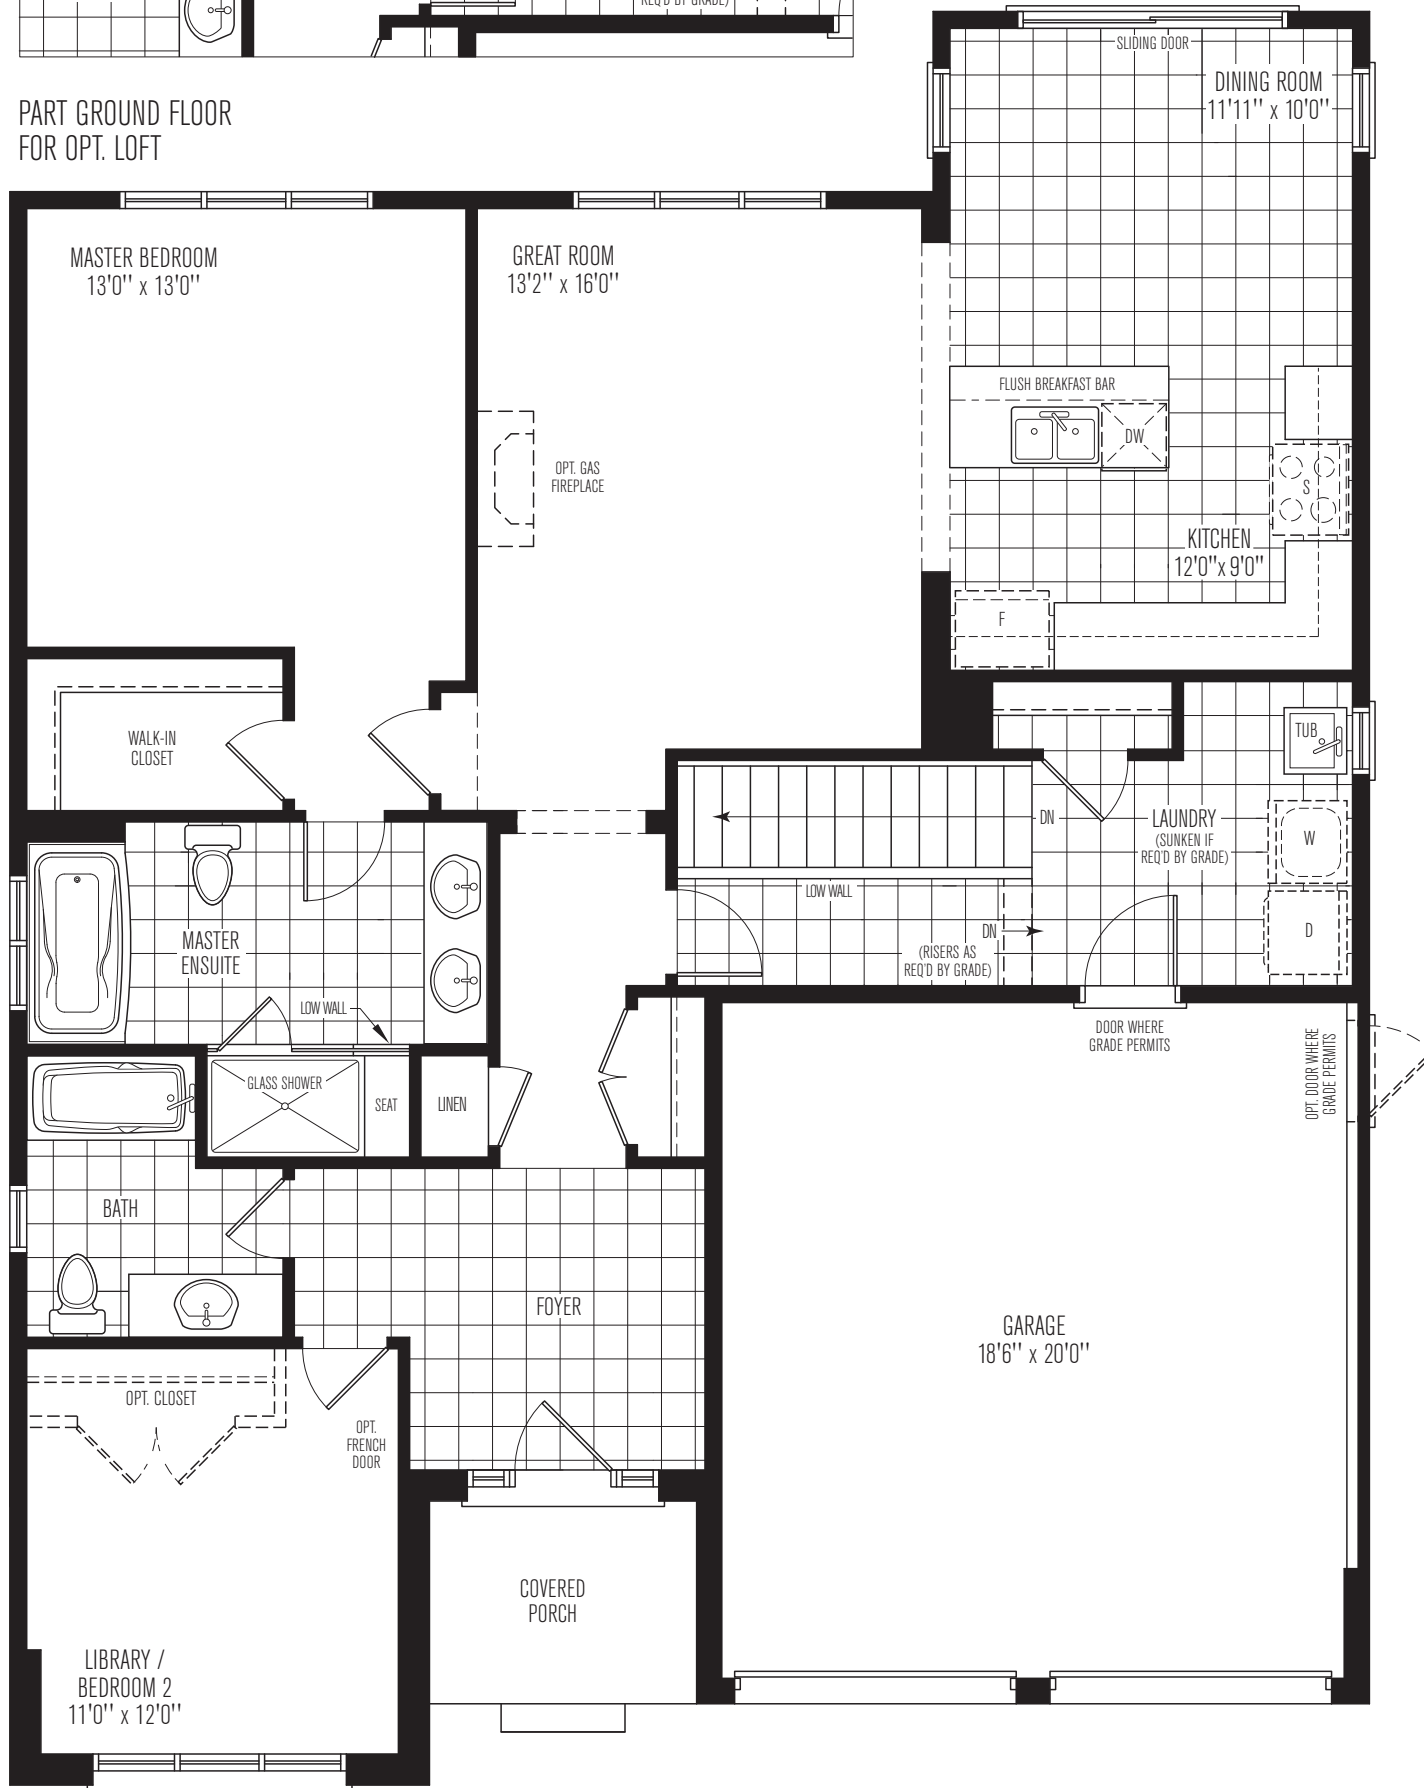 REQ'D BY GRADE)
PART GROUND FLOOR
FOR OPT. LOFT
SLIDING DOOR
DINING ROOM
11'11" x 10'0"
MASTER BEDROOM
13'0" x 13'0"
GREAT ROOM
13'2" x 16'0"
FLUSH BREAKFAST BAR
DW
OPT. GAS
FIREPLACE
S
KITCHEN
12'0"x 9'0"
F
WALK-IN
CLOSET
TUB
DN
LAUNDRY
(SUNKEN IF
REQ'D BY GRADE)
W
LOW WALL
DN
(RISERS AS
REQ'D BY GRADE)
D
MASTER
ENSUITE
LOW WALL
DOOR WHERE
GRADE PERMITS
OPT. DOOR WHERE
GRADE PERMITS
GLASS SHOWER
SEAT
LINEN
BATH
FOYER
GARAGE
18'6" x 20'0"
OPT. CLOSET
OPT.
FRENCH
DOOR
COVERED
PORCH
LIBRARY /
BEDROOM 2
11'0" x 12'0"